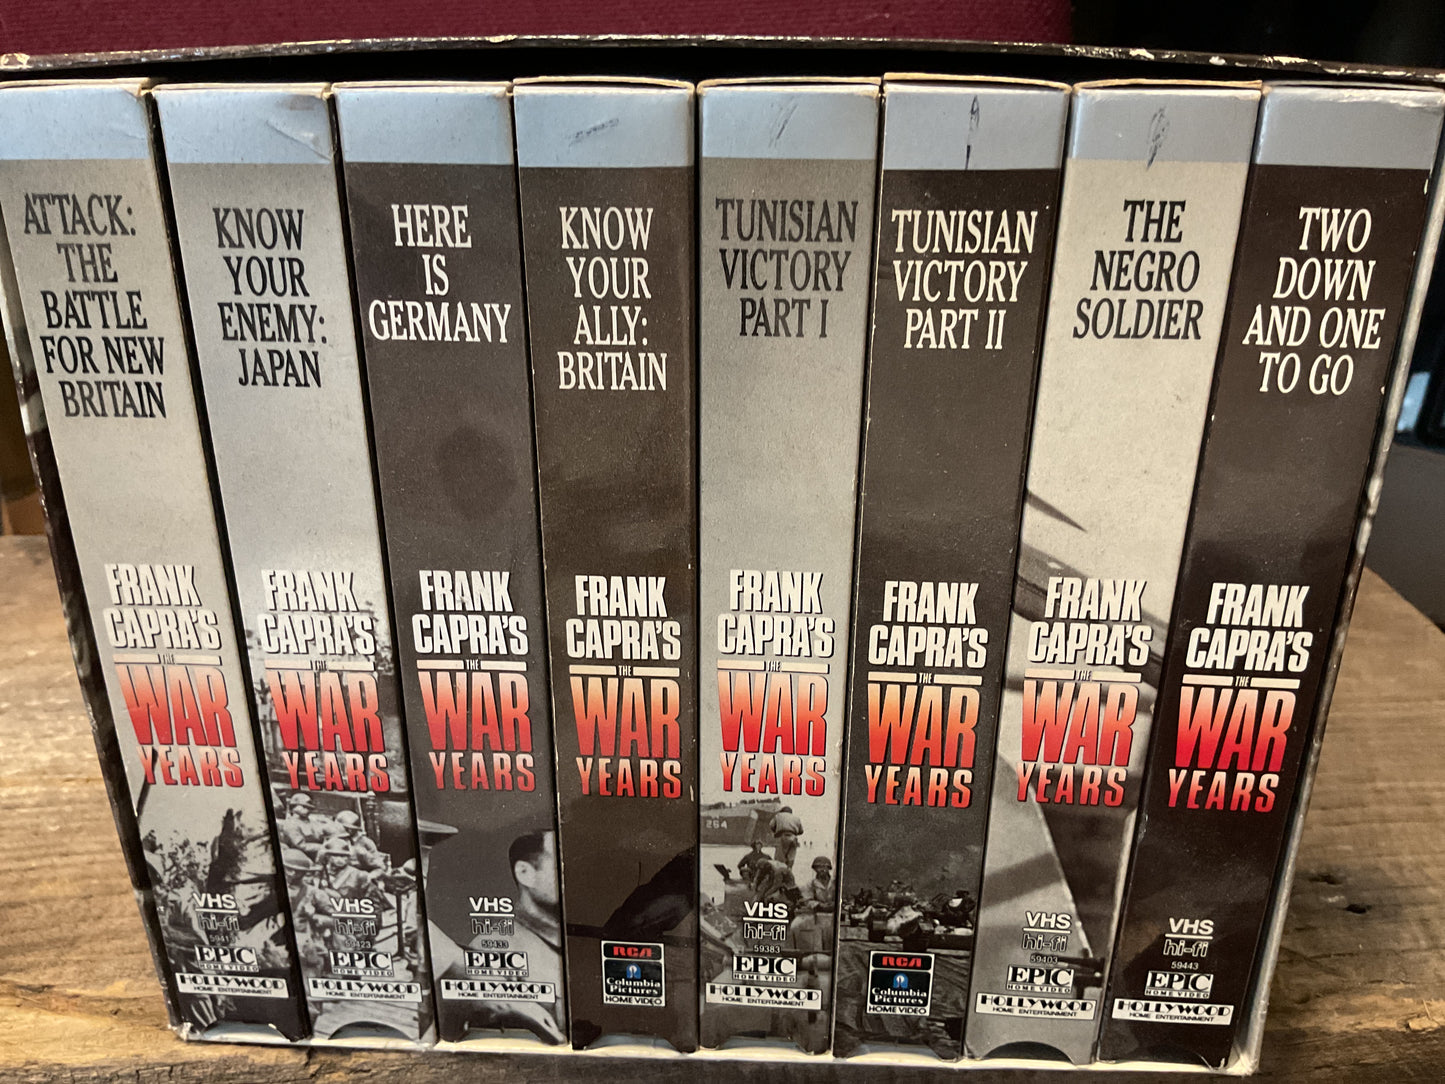 ATTACK:
THE
BATTLE
FOR NEW
BRITAIN
FRANK
CAPRA'S
THE
WAR
YEARS
VHS
hi-fi
EPIC
HOME VIDEO
HOLLYWOOD
HOME ENTERTAINMENT
KNOW
YOUR
ENEMY:
JAPAN
FRANK
CAPRA'S
THE
WAR
YEARS
VHS
hi-fi
59423
EPIC
HOME VIDEO
HOLLYWOOD
HOME ENTERTAINMENT
HERE
IS
GERMANY
FRANK
CAPRA'S
THE
WAR
YEARS
VHS
hi-fi
59433
EPIC
HOME VIDEO
HOLLYWOOD
HOME ENTERTAINMENT
KNOW
YOUR
ALLY:
BRITAIN
FRANK
CAPRA'S
THE
WAR
YEARS
RCA
Columbia
Pictures
HOME VIDEO
TUNISIAN
VICTORY
PART I
FRANK
CAPRA'S
THE
WAR
YEARS
264
VHS
hi-fi
59383
EPIC
HOME VIDEO
HOLLYWOOD
HOME ENTERTAINMENT
TUNISIAN
VICTORY
PART II
FRANK
CAPRA'S
THE
WAR
YEARS
RCA
Columbia
Pictures
HOME VIDEO
THE
NEGRO
SOLDIER
FRANK
CAPRA'S
THE
WAR
YEARS
VHS
hi-fi
59403
EPIC
HOME VIDEO
HOLLYWOOD
HOME ENTERTAINMENT
TWO
DOWN
AND ONE
TO GO
FRANK
CAPRA'S
THE
WAR
YEARS
VHS
hi-fi
59443
EPIC
HOME VIDEO
HOLLYWOOD
HOME ENTERTAINMENT